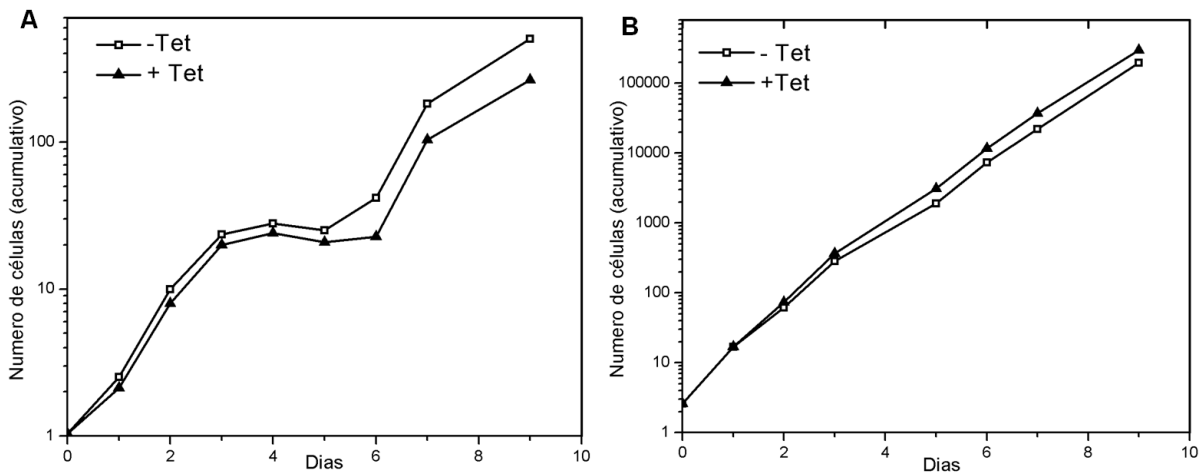 A
-Tet
+ Tet
Numero de células (acumulativo)
100
10
1
0
2
4
6
8
10
Dias
B
- Tet
+Tet
Numero de células (acumulativo)
100000
10000
1000
100
10
1
0
2
4
6
8
10
Dias